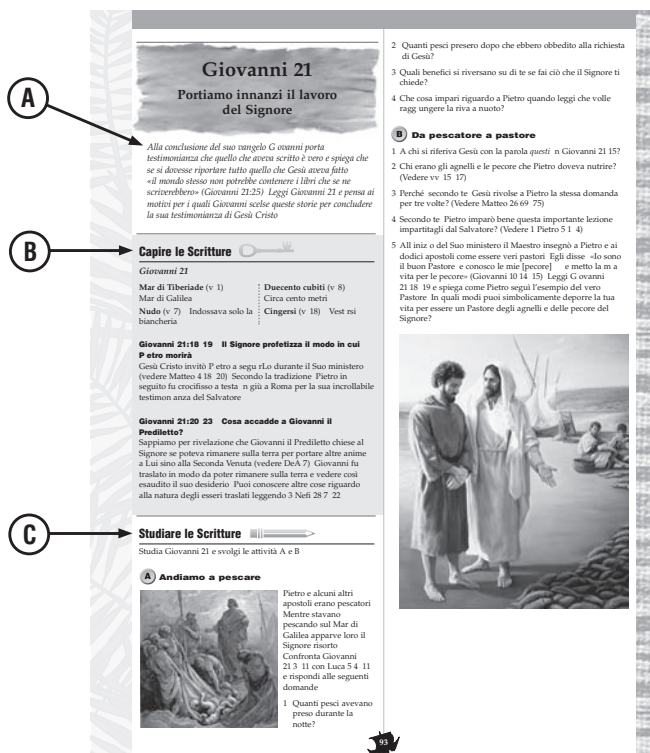 Giovanni 21
Portiamo innanzi il lavoro
del Signore
A
Alla conclusione del suo vangelo G ovanni porta
testimonianza che quello che aveva scritto è vero e spiega che
se si dovesse riportare tutto quello che Gesù aveva fatto
«il mondo stesso non potrebbe contenere i libri che se ne
scriverebbero» (Giovanni 21:25) Leggi Giovanni 21 e pensa ai
motivi per i quali Giovanni scelse queste storie per concludere
la sua testimonianza di Gesù Cristo
B
Capire le Scritture
Giovanni 21
Mar di Tiberiade (v 1)
Mar di Galilea
Nudo (v 7) Indossava solo la
biancheria
Duecento cubiti (v 8)
Circa cento metri
Cingersi (v 18) Vest rsi
Giovanni 21:18 19 Il Signore profetizza il modo in cui
P etro morirà
Gesù Cristo invitò P etro a segu rLo durante il Suo ministero
(vedere Matteo 4 18 20) Secondo la tradizione Pietro in
seguito fu crocifisso a testa n giù a Roma per la sua incrollabile
testimon anza del Salvatore
Giovanni 21:20 23 Cosa accadde a Giovanni il
Prediletto?
Sappiamo per rivelazione che Giovanni il Prediletto chiese al
Signore se poteva rimanere sulla terra per portare altre anime
a Lui sino alla Seconda Venuta (vedere DeA 7) Giovanni fu
traslato in modo da poter rimanere sulla terra e vedere così
esaudito il suo desiderio Puoi conoscere altre cose riguardo
alla natura degli esseri traslati leggendo 3 Nefi 28 7 22
C
Studiare le Scritture
Studia Giovanni 21 e svolgi le attività A e B
A Andiamo a pescare
Pietro e alcuni altri
apostoli erano pescatori
Mentre stavano
pescando sul Mar di
Galilea apparve loro il
Signore risorto
Confronta Giovanni
21 3 11 con Luca 5 4 11
e rispondi alle seguenti
domande
1 Quanti pesci avevano
preso durante la
notte?
2 Quanti pesci presero dopo che ebbero obbedito alla richiesta
di Gesù?
3 Quali benefici si riversano su di te se fai ciò che il Signore ti
chiede?
4 Che cosa impari riguardo a Pietro quando leggi che volle
ragg ungere la riva a nuoto?
B Da pescatore a pastore
1 A chi si riferiva Gesù con la parola questi n Giovanni 21 15?
2 Chi erano gli agnelli e le pecore che Pietro doveva nutrire?
(Vedere vv 15 17)
3 Perché secondo te Gesù rivolse a Pietro la stessa domanda
per tre volte? (Vedere Matteo 26 69 75)
4 Secondo te Pietro imparò bene questa importante lezione
impartitagli dal Salvatore? (Vedere 1 Pietro 5 1 4)
5 All iniz o del Suo ministero il Maestro insegnò a Pietro e ai
dodici apostoli come essere veri pastori Egli disse «Io sono
il buon Pastore e conosco le mie [pecore] e metto la m a
vita per le pecore» (Giovanni 10 14 15) Leggi G ovanni
21 18 19 e spiega come Pietro seguì l'esempio del vero
Pastore In quali modi puoi simbolicamente deporre la tua
vita per essere un Pastore degli agnelli e delle pecore del
Signore?
93